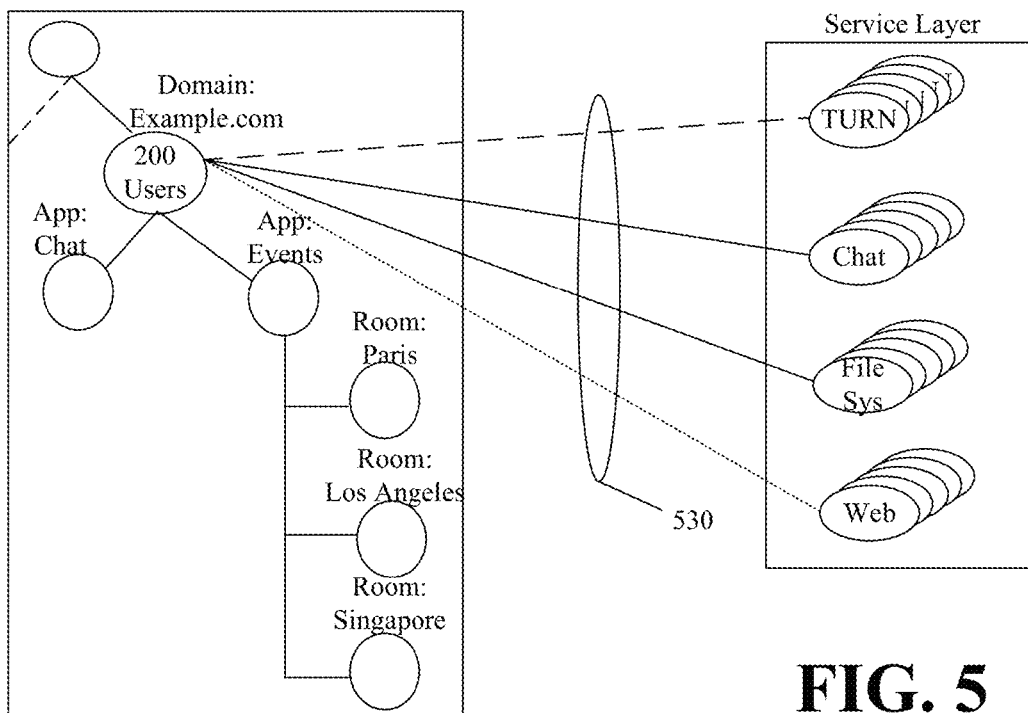 Service Layer
Domain:
Example.com
200
Users
App:
Chat
App:
Events
Room:
Paris
Room:
Los Angeles
Room:
Singapore
530
TURN
Chat
File
Sys
Web
FIG. 5